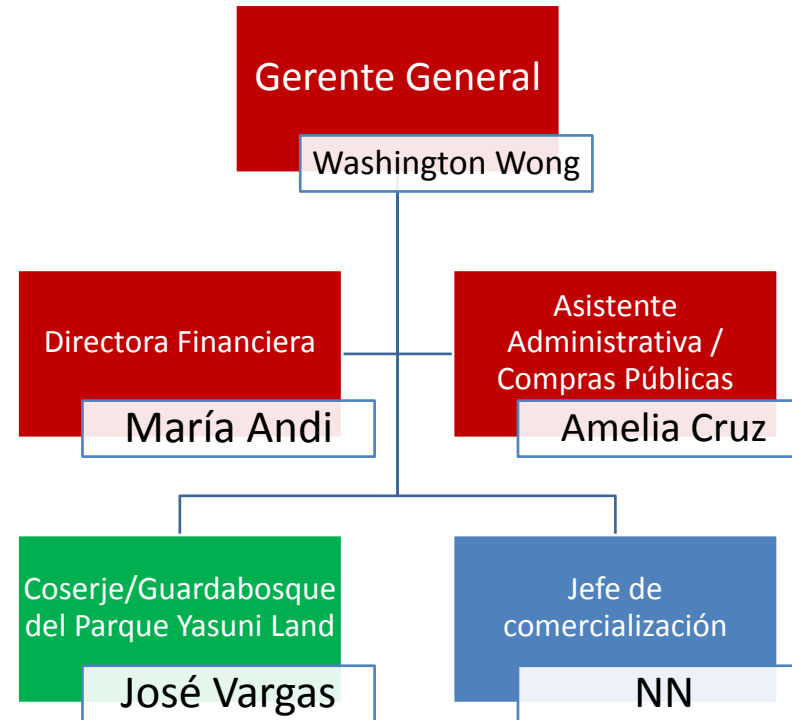 Gerente General
Washington Wong
Directora Financiera
María Andi
Asistente
Administrativa /
Compras Públicas
Amelia Cruz
Coserje/Guardabosque
del Parque Yasuni Land
José Vargas
Jefe de
comercialización
NN